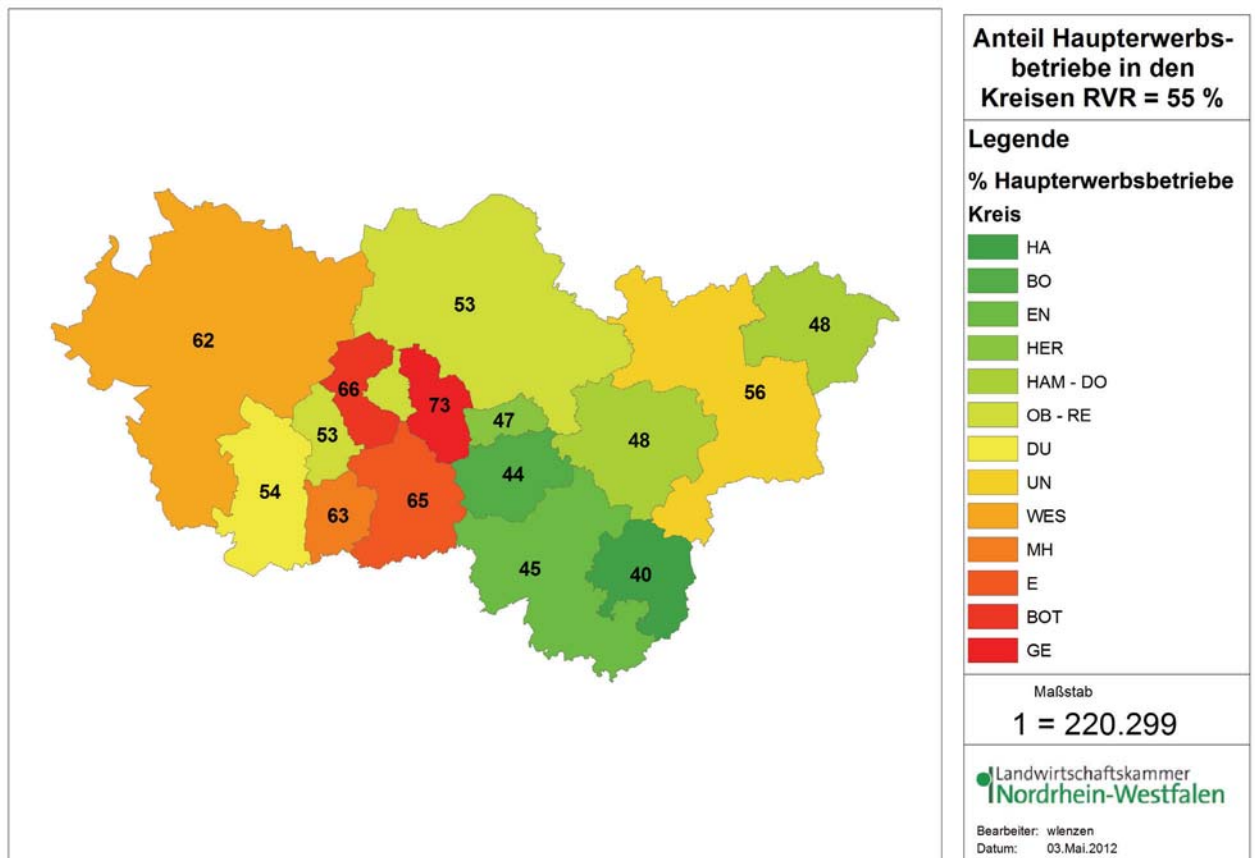 53
48
62
56
66
73
47
53
48
44
54
65
63
45
40
Anteil Haupterwerbs-
betriebe in den
Kreisen RVR = 55 %
Legende
% Haupterwerbsbetriebe
Kreis
HA
BO
EN
HER
HAM - DO
OB - RE
DU
UN
WES
MH
E
BOT
GE
Maßstab
1 = 220.299
Landwirtschaftskammer
Nordrhein-Westfalen
Bearbeiter: wlenzen
Datum: 03.Mai.2012